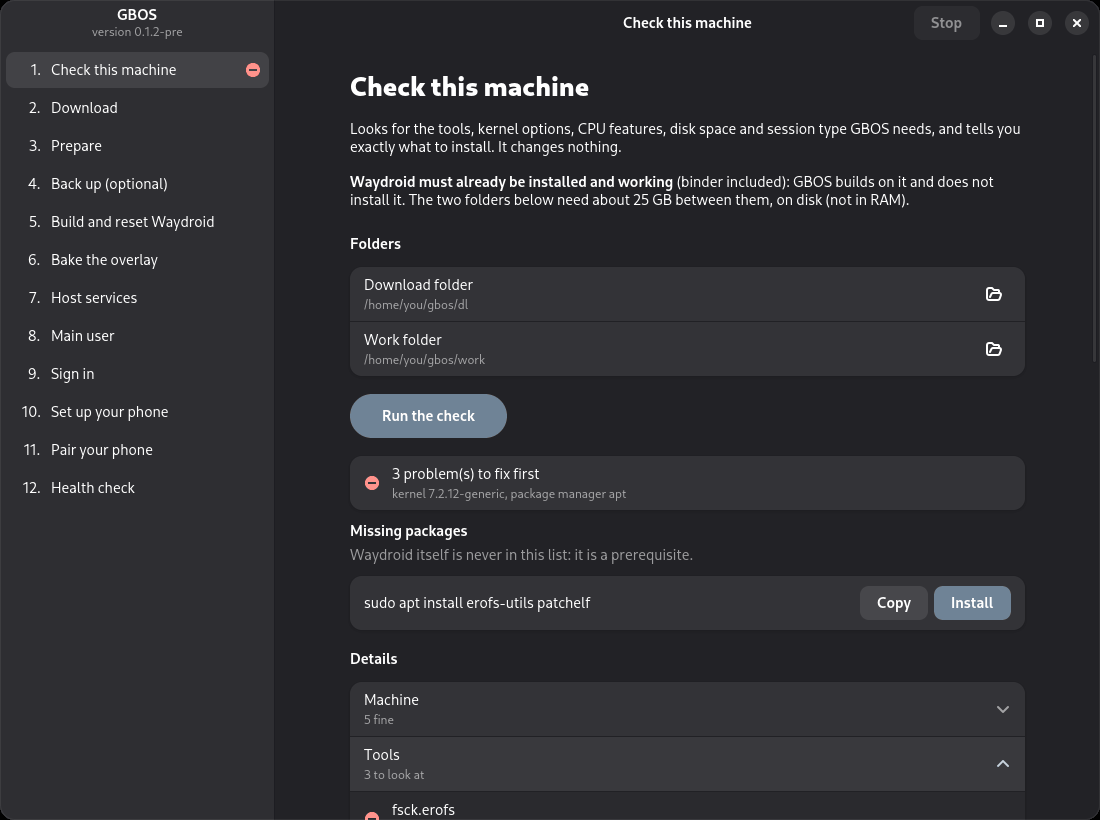 GBOS
version 0.1.2-pre
1. Check this machine
2. Download
3. Prepare
4. Back up (optional)
5. Build and reset Waydroid
6. Bake the overlay
7. Host services
8. Main user
9. Sign in
10. Set up your phone
11. Pair your phone
12. Health check
Check this machine
Stop
Check this machine
Looks for the tools, kernel options, CPU features, disk space and session type GBOS needs, and tells you
exactly what to install. It changes nothing.
Waydroid must already be installed and working (binder included): GBOS builds on it and does not
install it. The two folders below need about 25 GB between them, on disk (not in RAM).
Folders
Download folder
/home/you/gbos/dl
Work folder
/home/you/gbos/work
Run the check
3 problem(s) to fix first
kernel 7.2.12-generic, package manager apt
Missing packages
Waydroid itself is never in this list: it is a prerequisite.
sudo apt install erofs-utils patchelf
Copy
Install
Details
Machine
5 fine
Tools
3 to look at
fsck.erofs